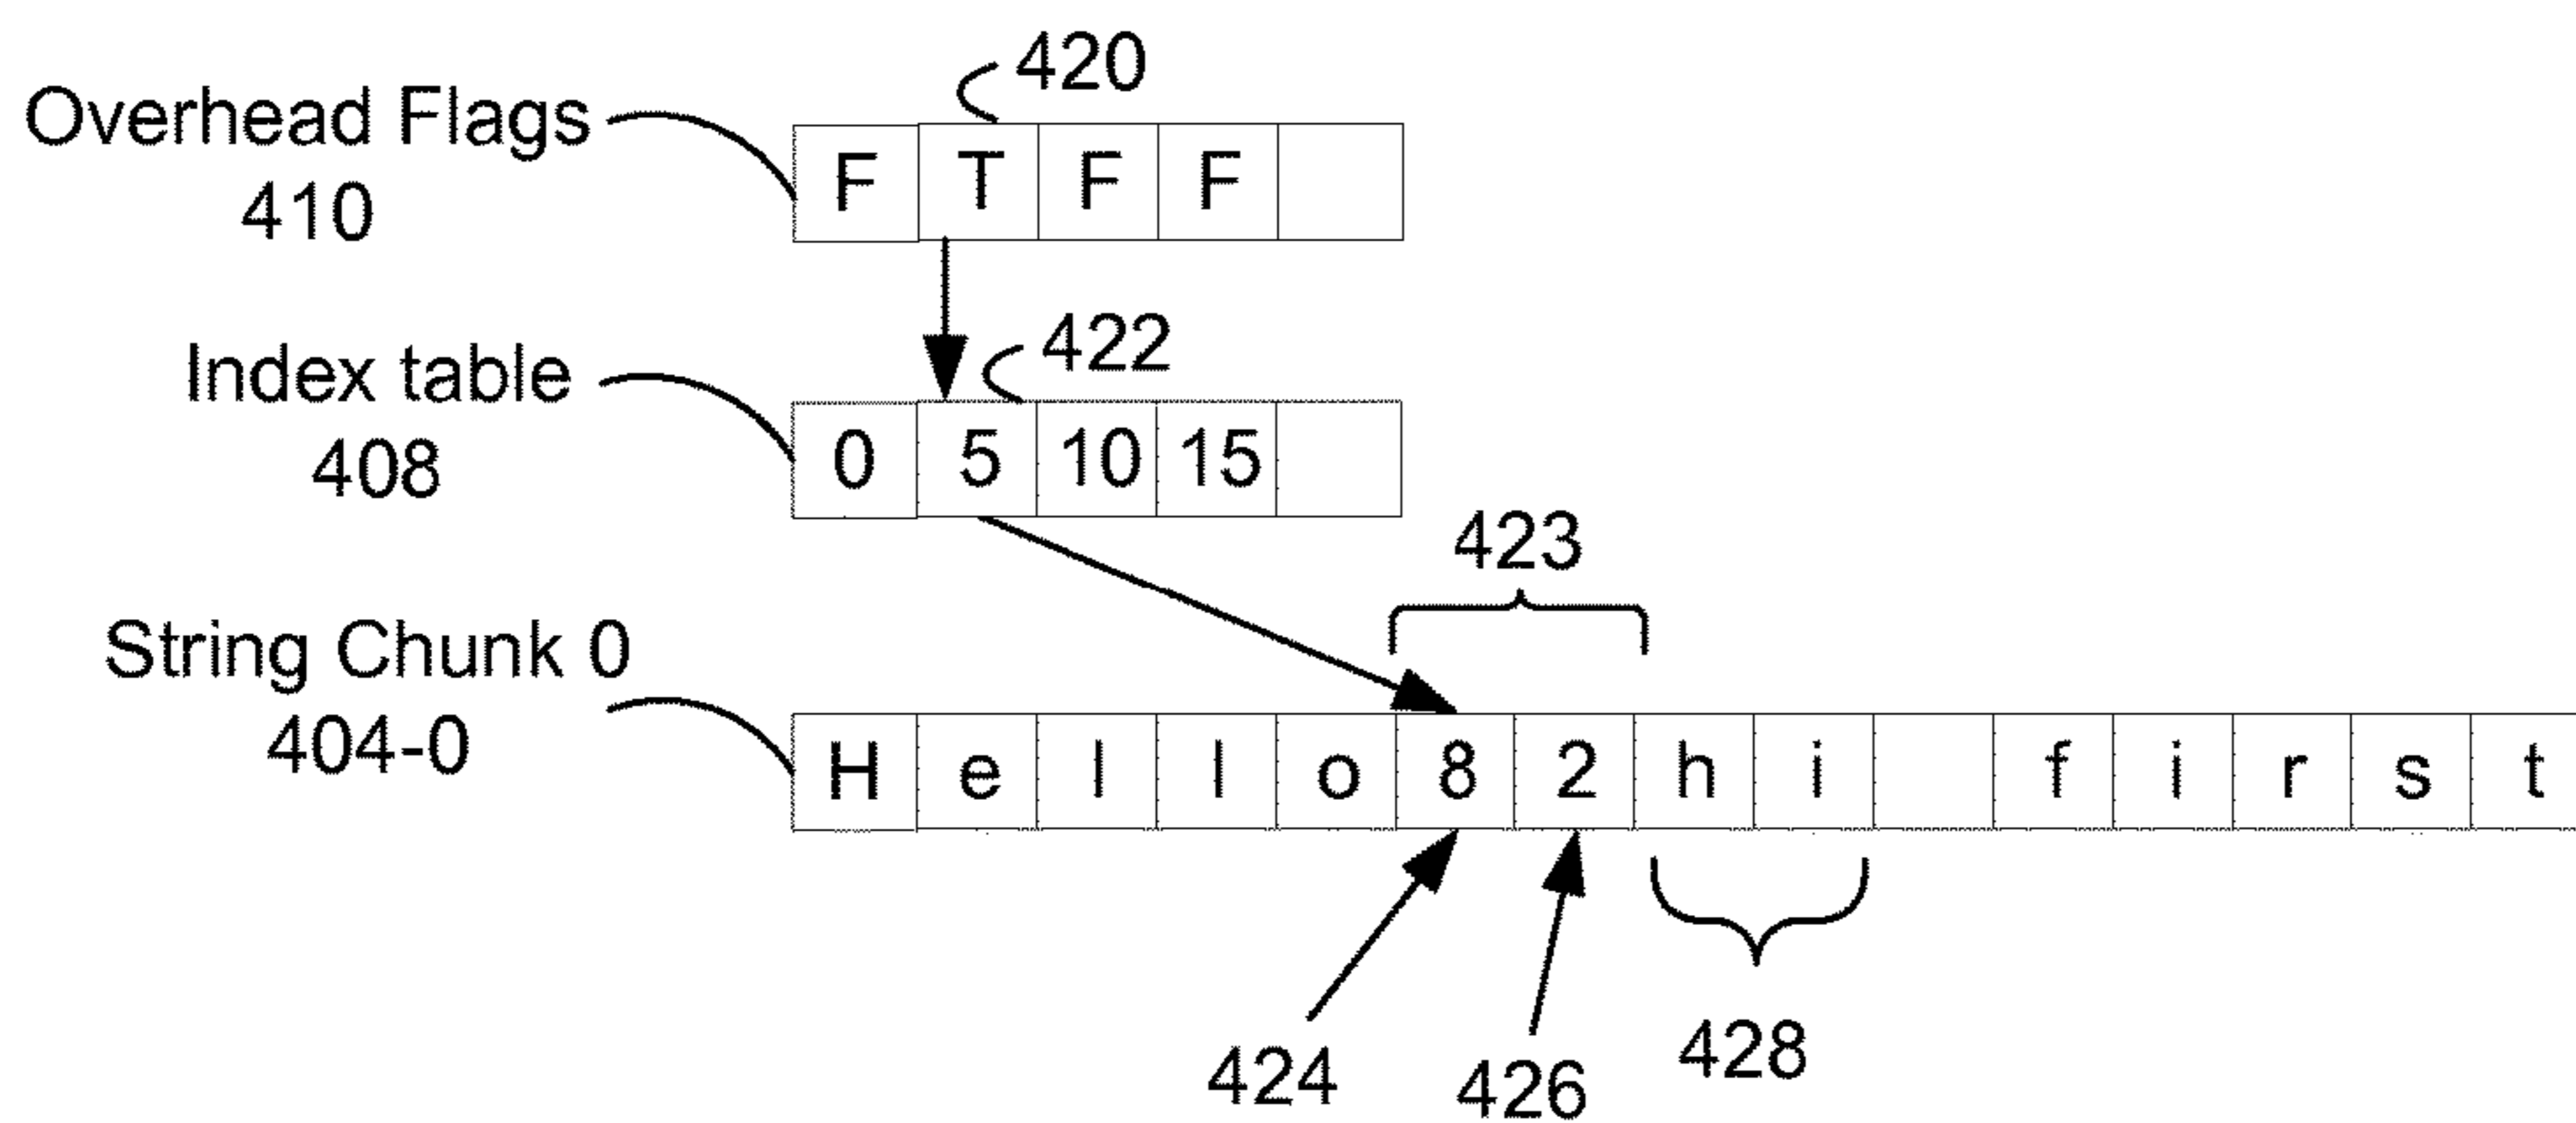 420
Overhead Flags
410
F T F F
422
Index table
408
0 5 10 15
423
String Chunk 0
404-0
H e l l o 8 2 h i f i r s t
424 426 428